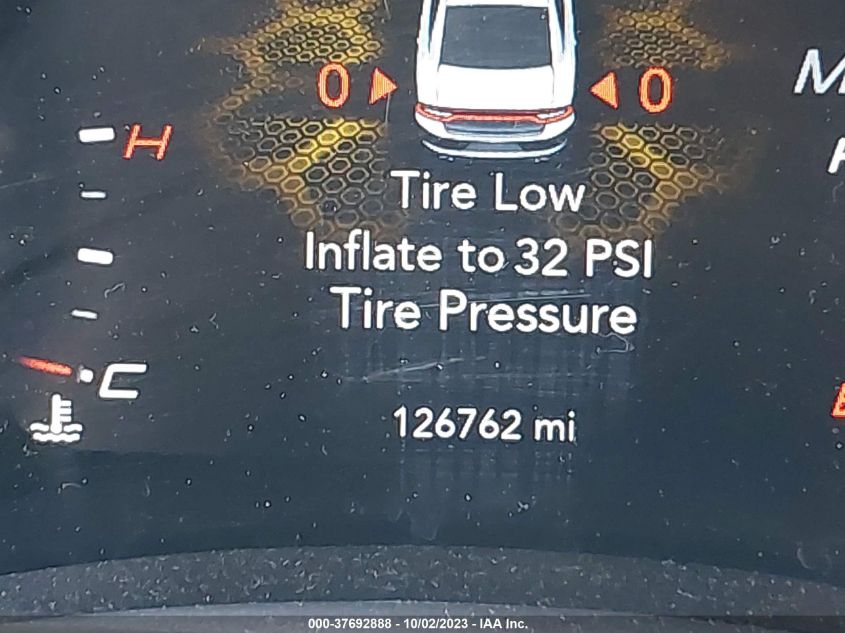 0 0
H
Tire Low
Inflate to 32 PSI
Tire Pressure
C
126762 mi
000-37692888 - 10/02/2023 - IAA Inc.